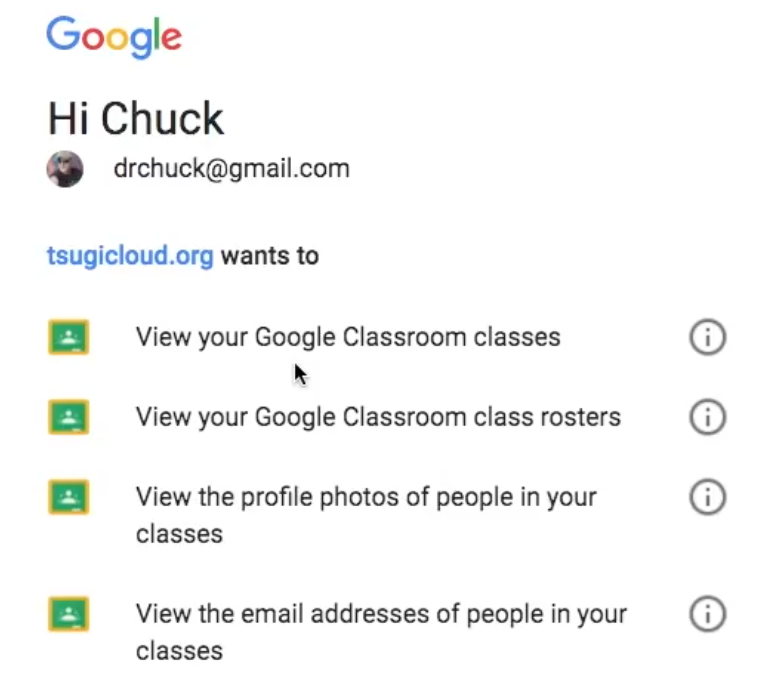 Google
Hi Chuck
drchuck@gmail.com
tsugicloud.org wants to
View your Google Classroom classes
View your Google Classroom class rosters
View the profile photos of people in your
classes
View the email addresses of people in your
classes